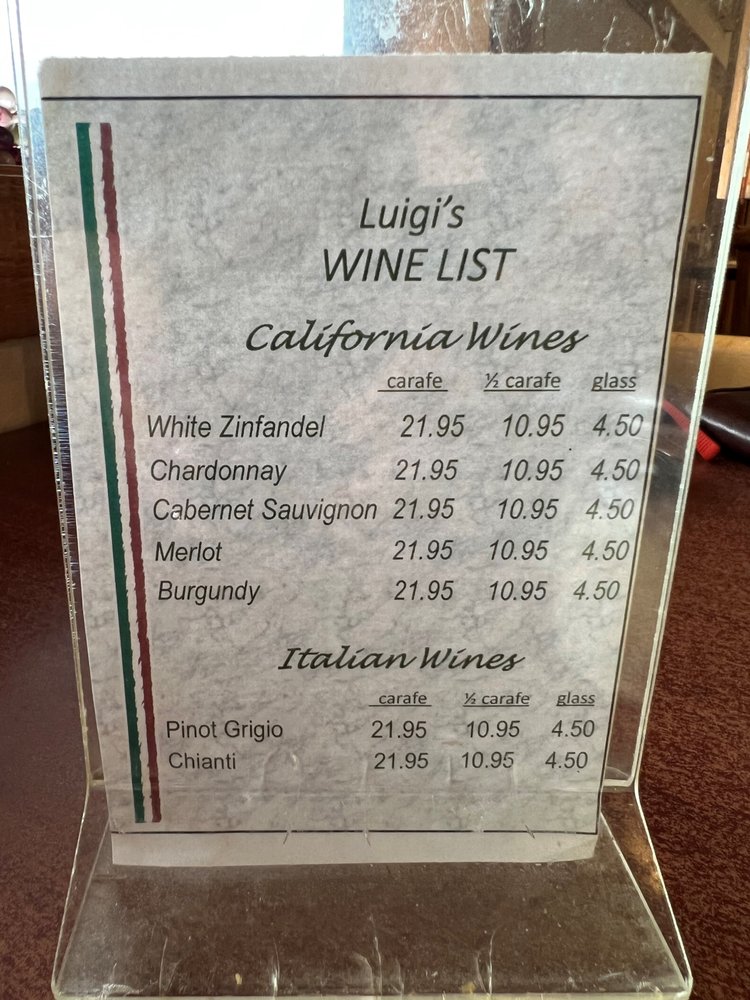 Luigi's
WINE LIST
California Wines
carafe ½ carafe glass
White Zinfandel 21.95 10.95 4.50
Chardonnay 21.95 10.95 4.50
Cabernet Sauvignon 21.95 10.95 4.50
Merlot 21.95 10.95 4.50
Burgundy 21.95 10.95 4.50
Italian Wines
carafe ½ carafe glass
Pinot Grigio 21.95 10.95 4.50
Chianti 21.95 10.95 4.50